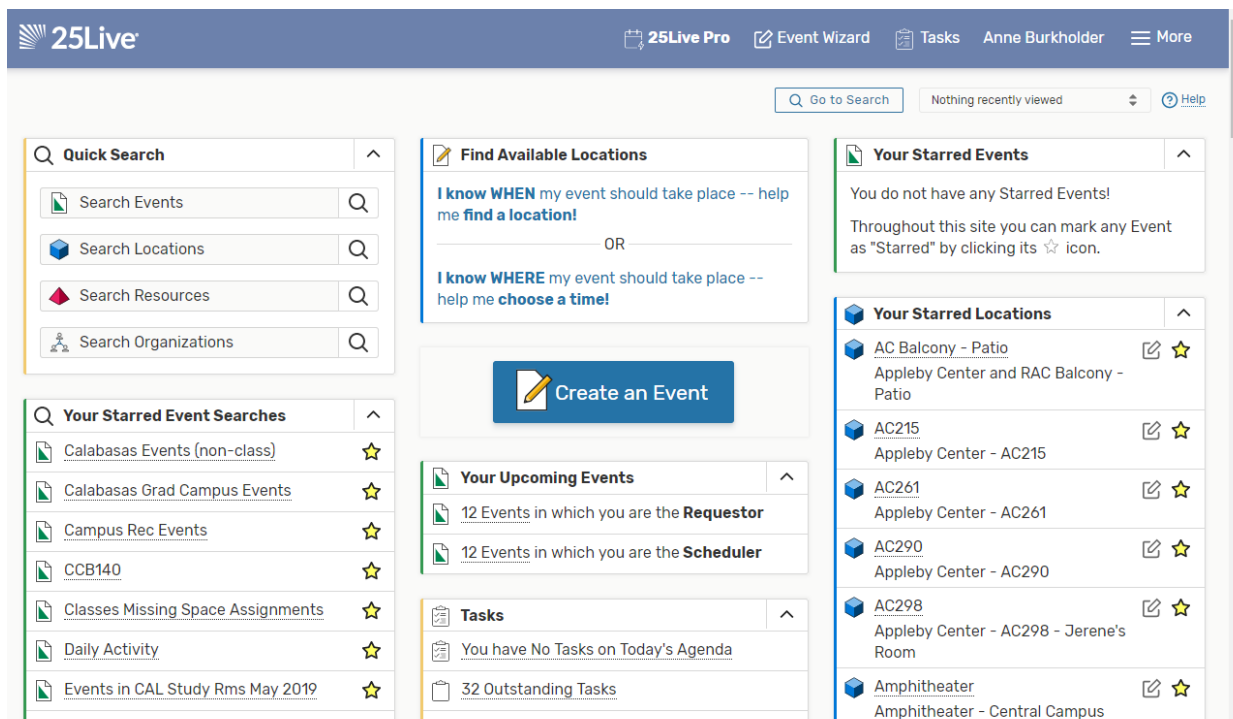 25Live
25Live Pro
Event Wizard
Tasks
Anne Burkholder
More
Go to Search
Nothing recently viewed
Help
Quick Search
Search Events
Search Locations
Search Resources
Search Organizations
Your Starred Event Searches
Calabasas Events (non-class)
Calabasas Grad Campus Events
Campus Rec Events
CCB140
Classes Missing Space Assignments
Daily Activity
Events in CAL Study Rms May 2019
Find Available Locations
I know WHEN my event should take place -- help
me find a location!
OR
I know WHERE my event should take place --
help me choose a time!
Create an Event
Your Upcoming Events
12 Events in which you are the Requestor
12 Events in which you are the Scheduler
Tasks
You have No Tasks on Today's Agenda
32 Outstanding Tasks
Your Starred Events
You do not have any Starred Events!
Throughout this site you can mark any Event
as "Starred" by clicking its icon.
Your Starred Locations
AC Balcony - Patio
Appleby Center and RAC Balcony -
Patio
AC215
Appleby Center - AC215
AC261
Appleby Center - AC261
AC290
Appleby Center - AC290
AC298
Appleby Center - AC298 - Jerene's
Room
Amphitheater
Amphitheater - Central Campus